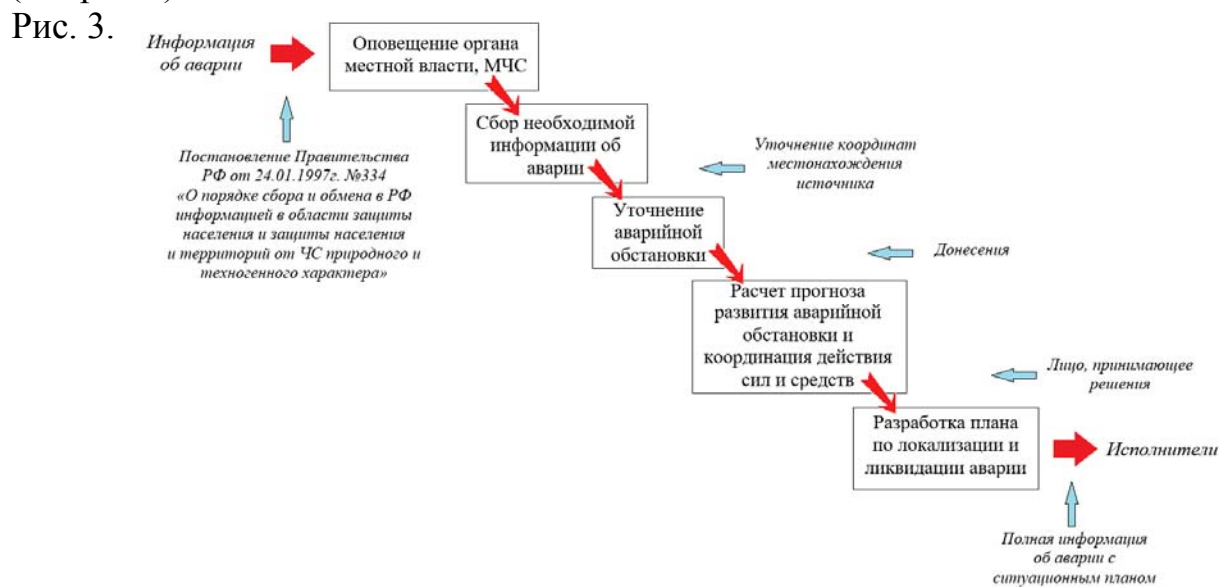 Рис. 3.
Информация
об аварии
Оповещение органа
местной власти, МЧС
Постановление Правительства
РФ от 24.01.1997г. №334
«О порядке сбора и обмена в РФ
информацией в области защиты
населения и защиты населения
и территорий от ЧС природного и
техногенного характера»
Сбор необходимой
информации об
аварии
Уточнение координат
местонахождения
источника
Уточнение
аварийной
обстановки
Донесения
Расчет прогноза
развития аварийной
обстановки и
координация действия
сил и средств
Лицо, принимающее
решения
Разработка плана
по локализации и
ликвидации аварии
Исполнители
Полная информация
об аварии с
ситуационным планом